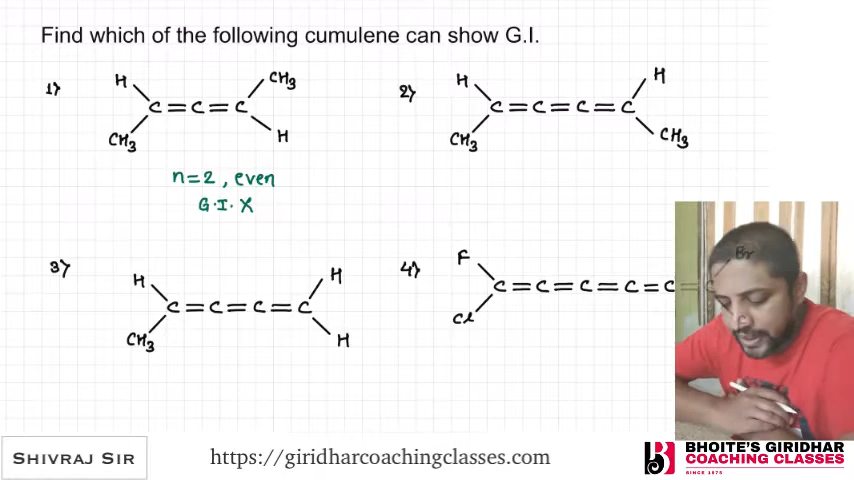 Find which of the following cumulene can show G.I.
1) H CH3
C=C=C
CH3 H
n=2, even
G.I. X
2) H H
C=C=C=C
CH3 CH3
3) H H
C=C=C=C
CH3 H
4) F Br
C=C=C=C=C=C
Cl
SHIVRAJ SIR
https://giridharcoachingclasses.com
BHOITE'S GIRIDHAR
COACHING CLASSES
SINCE 1975